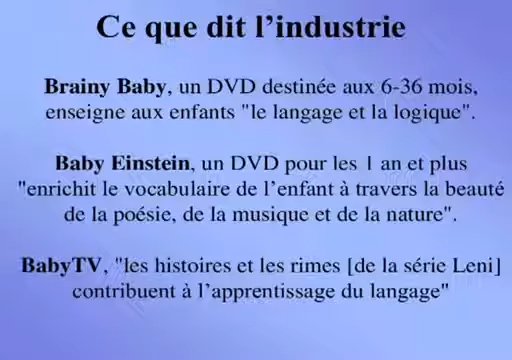 Ce que dit l'industrie
Brainy Baby, un DVD destinée aux 6-36 mois,
enseigne aux enfants "le langage et la logique".
Baby Einstein, un DVD pour les 1 an et plus
"enrichit le vocabulaire de l'enfant à travers la beauté
de la poésie, de la musique et de la nature".
BabyTV, "les histoires et les rimes [de la série Leni]
contribuent à l'apprentissage du langage"